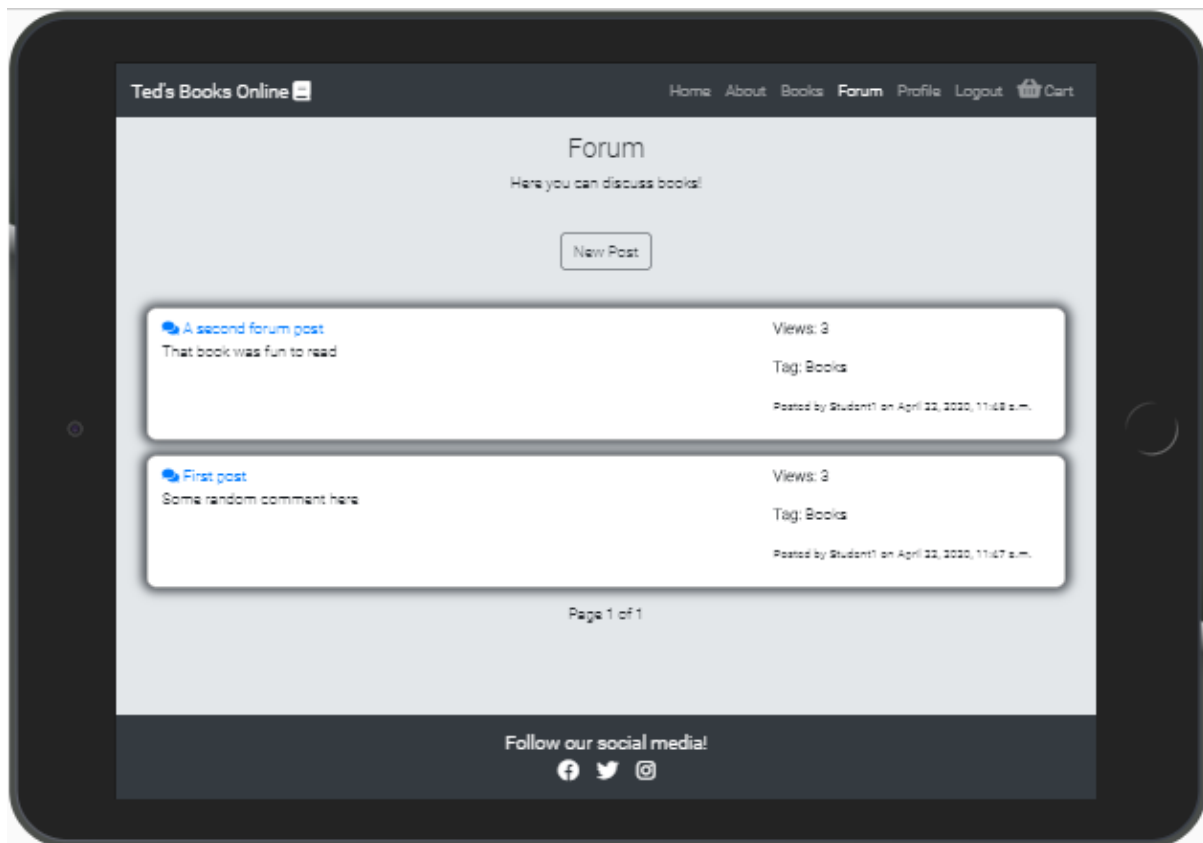 Ted's Books Online
Home About Books Forum Profile Logout Cart
Forum
Here you can discuss books!
New Post
A second forum post
That book was fun to read
Views: 3
Tag: Books
Posted by Student1 on April 22, 2020, 11:48 a.m.
First post
Some random comment here
Views: 3
Tag: Books
Posted by Student1 on April 22, 2020, 11:47 a.m.
Page 1 of 1
Follow our social media!